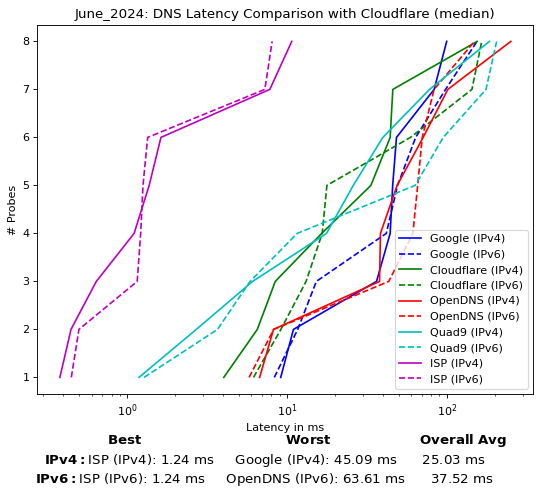 June_2024: DNS Latency Comparison with Cloudflare (median)
8
7
6
5
4
3
2
1
# Probes
Google (IPv4)
Google (IPv6)
Cloudflare (IPv4)
Cloudflare (IPv6)
OpenDNS (IPv4)
OpenDNS (IPv6)
Quad9 (IPv4)
Quad9 (IPv6)
ISP (IPv4)
ISP (IPv6)
10⁰ 10¹ 10²
Latency in ms
Best Worst Overall Avg
IPv4: ISP (IPv4): 1.24 ms Google (IPv4): 45.09 ms 25.03 ms
IPv6: ISP (IPv6): 1.24 ms OpenDNS (IPv6): 63.61 ms 37.52 ms